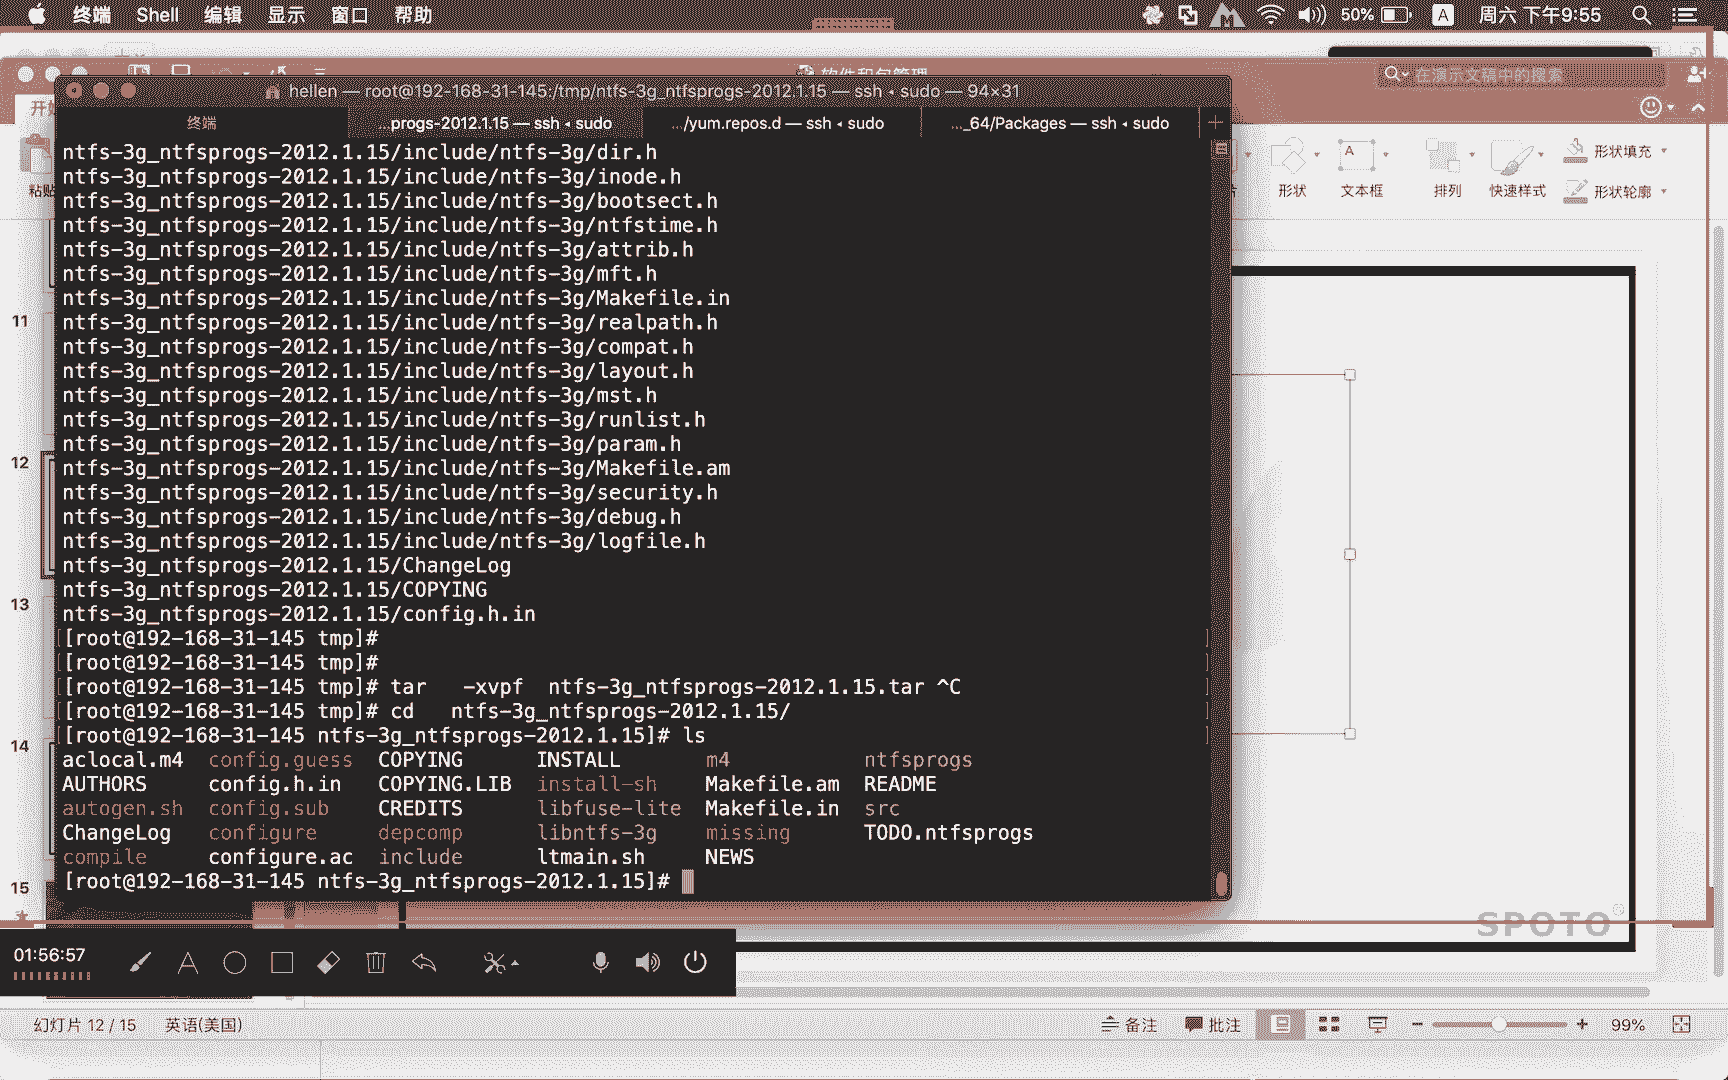 终端 Shell 编辑 显示 窗口 帮助 50% A 周六 下午9:55
在演示文稿中的搜索
hellen — root@192-168-31-145:/tmp/ntfs-3g_ntfsprogs-2012.1.15 — ssh ◂ sudo — 94×31
终端 ...progs-2012.1.15 — ssh ◂ sudo .../yum.repos.d — ssh ◂ sudo ..._64/Packages — ssh ◂ sudo +
粘贴
形状 文本框 排列 快速样式 形状填充
形状轮廓
ntfs-3g_ntfsprogs-2012.1.15/include/ntfs-3g/dir.h
ntfs-3g_ntfsprogs-2012.1.15/include/ntfs-3g/inode.h
ntfs-3g_ntfsprogs-2012.1.15/include/ntfs-3g/bootsect.h
ntfs-3g_ntfsprogs-2012.1.15/include/ntfs-3g/ntfstime.h
ntfs-3g_ntfsprogs-2012.1.15/include/ntfs-3g/attrib.h
ntfs-3g_ntfsprogs-2012.1.15/include/ntfs-3g/mft.h
ntfs-3g_ntfsprogs-2012.1.15/include/ntfs-3g/Makefile.in
ntfs-3g_ntfsprogs-2012.1.15/include/ntfs-3g/realpath.h
ntfs-3g_ntfsprogs-2012.1.15/include/ntfs-3g/compat.h
ntfs-3g_ntfsprogs-2012.1.15/include/ntfs-3g/layout.h
ntfs-3g_ntfsprogs-2012.1.15/include/ntfs-3g/mst.h
ntfs-3g_ntfsprogs-2012.1.15/include/ntfs-3g/runlist.h
ntfs-3g_ntfsprogs-2012.1.15/include/ntfs-3g/param.h
ntfs-3g_ntfsprogs-2012.1.15/include/ntfs-3g/Makefile.am
ntfs-3g_ntfsprogs-2012.1.15/include/ntfs-3g/security.h
ntfs-3g_ntfsprogs-2012.1.15/include/ntfs-3g/debug.h
ntfs-3g_ntfsprogs-2012.1.15/include/ntfs-3g/logfile.h
ntfs-3g_ntfsprogs-2012.1.15/ChangeLog
ntfs-3g_ntfsprogs-2012.1.15/COPYING
ntfs-3g_ntfsprogs-2012.1.15/config.h.in
[root@192-168-31-145 tmp]#
[root@192-168-31-145 tmp]#
[root@192-168-31-145 tmp]# tar -xvpf ntfs-3g_ntfsprogs-2012.1.15.tar ^C
[root@192-168-31-145 tmp]# cd ntfs-3g_ntfsprogs-2012.1.15/
[root@192-168-31-145 ntfs-3g_ntfsprogs-2012.1.15]# ls
aclocal.m4 config.guess COPYING INSTALL m4 ntfsprogs
AUTHORS config.h.in COPYING.LIB install-sh Makefile.am README
autogen.sh config.sub CREDITS libfuse-lite Makefile.in src
ChangeLog configure depcomp libntfs-3g missing TODO.ntfsprogs
compile configure.ac include ltmain.sh NEWS
[root@192-168-31-145 ntfs-3g_ntfsprogs-2012.1.15]#
11
12
13
14
15
SPOTO
01:56:57
幻灯片 12 / 15 英语(美国) 备注 批注 99%